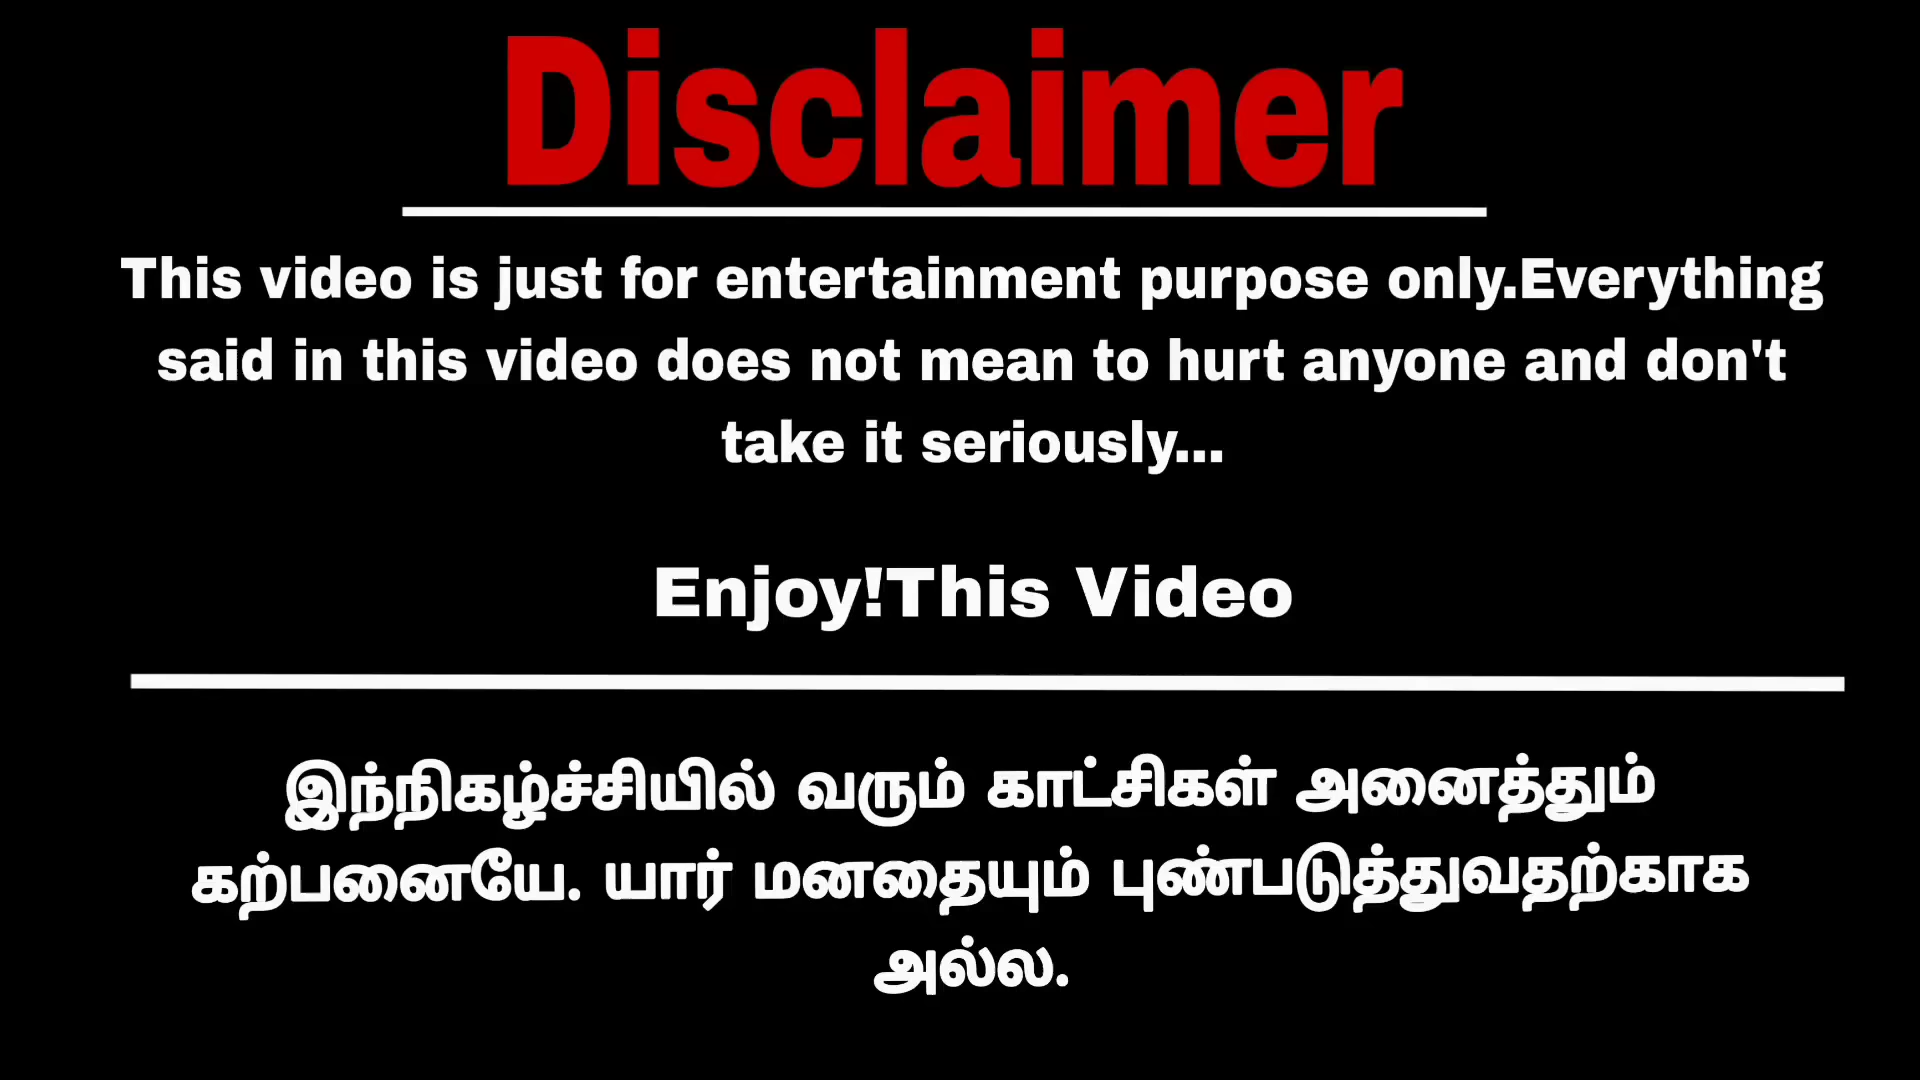 Disclaimer
This video is just for entertainment purpose only.Everything
said in this video does not mean to hurt anyone and don't
take it seriously...
Enjoy!This Video
இந்நிகழ்ச்சியில் வரும் காட்சிகள் அனைத்தும்
கற்பனையே. யார் மனதையும் புண்படுத்துவதற்காக
அல்ல.